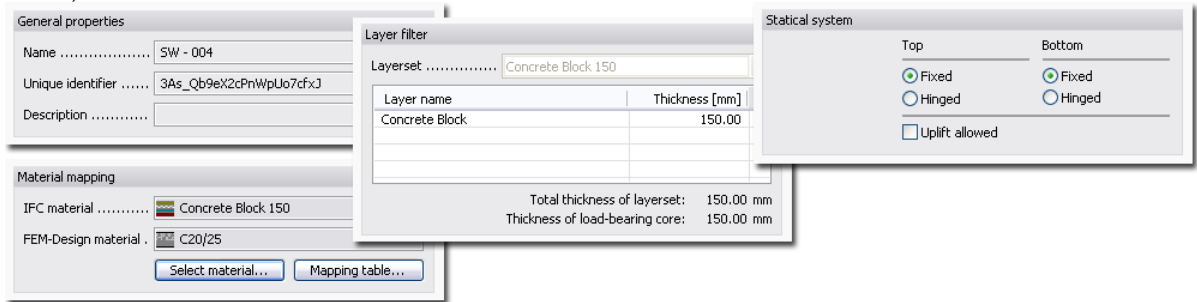 General properties
Name .................. SW - 004
Unique identifier ...... 3As_Qb9eX2cPnWpUo7cfxJ
Description ............
Material mapping
IFC material ........... Concrete Block 150
FEM-Design material . C20/25
Select material... Mapping table...
Layer filter
Layerset .............. Concrete Block 150
Layer name Thickness [mm]
Concrete Block 150.00
Total thickness of layerset: 150.00 mm
Thickness of load-bearing core: 150.00 mm
Statical system
Top Bottom
Fixed Fixed
Hinged Hinged
Uplift allowed